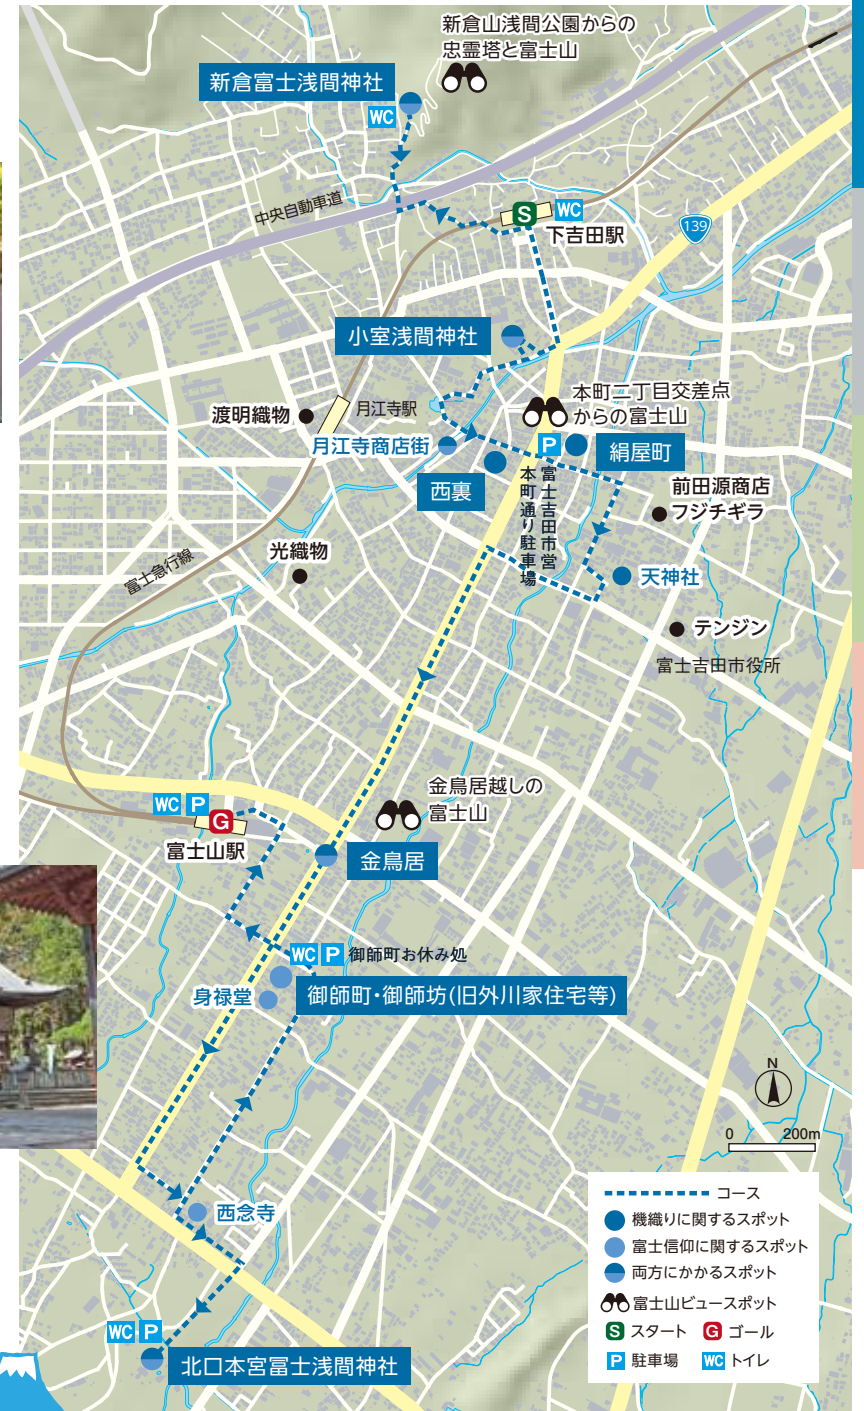 新倉山浅間公園からの
忠霊塔と富士山
新倉富士浅間神社
WC
中央自動車道
S
WC
下吉田駅
139
小室浅間神社
本町二丁目交差点
からの富士山
渡明織物
月江寺駅
月江寺商店街
P
絹屋町
西裏
富士吉田市営
本町通り駐車場
前田源商店
フジチギラ
光織物
富士急行線
天神社
テンジン
富士吉田市役所
金鳥居越しの
富士山
WC P
G
富士山駅
金鳥居
WC P 御師町お休み処
身禄堂
御師町・御師坊(旧外川家住宅等)
N
0 200m
西念寺
WC P
北口本宮冨士浅間神社
コース
機織りに関するスポット
富士信仰に関するスポット
両方にかかるスポット
富士山ビュースポット
S スタート G ゴール
P 駐車場 WC トイレ